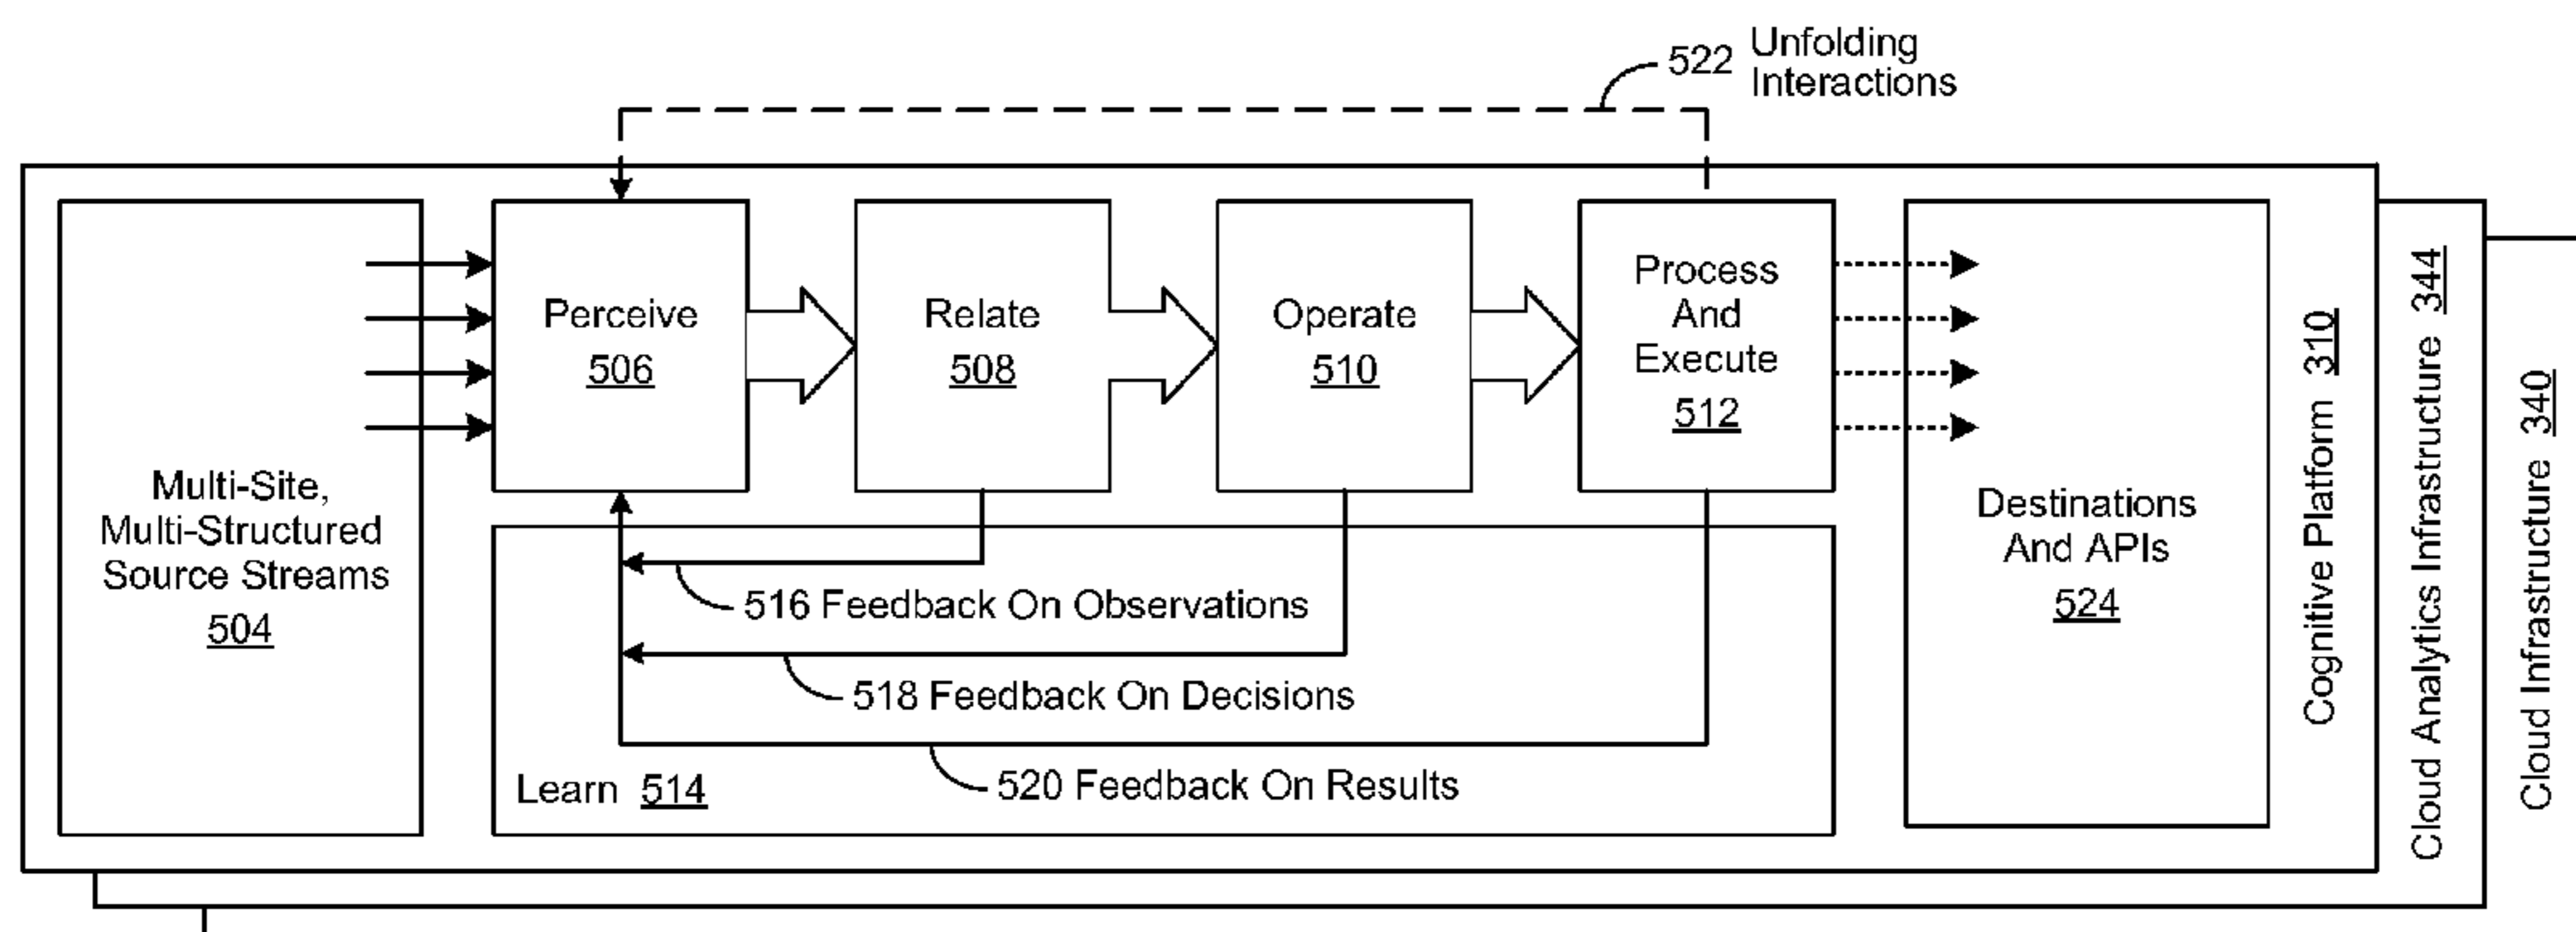 522 Unfolding
Interactions
Multi-Site,
Multi-Structured
Source Streams
504
Perceive
506
Relate
508
Operate
510
Process
And
Execute
512
Destinations
And APIs
524
516 Feedback On Observations
518 Feedback On Decisions
520 Feedback On Results
Learn 514
Cognitive Platform 310
Cloud Analytics Infrastructure 344
Cloud Infrastructure 340